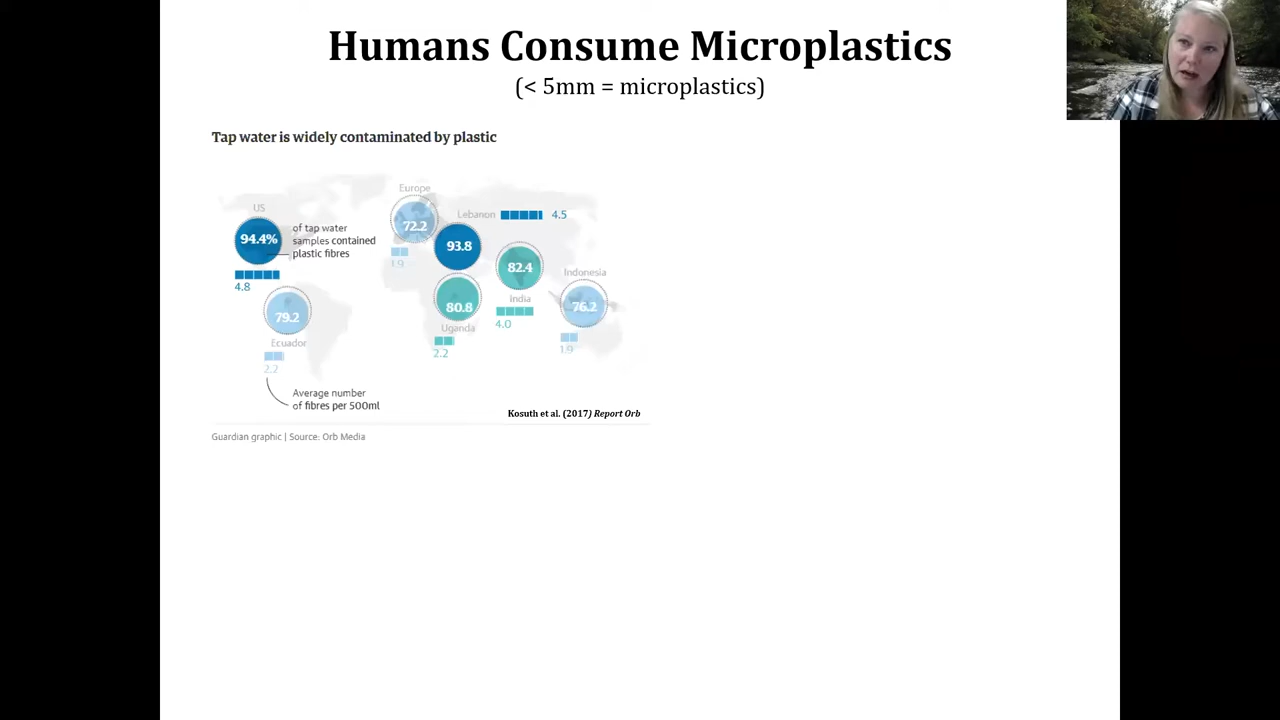 Humans Consume Microplastics
(< 5mm = microplastics)
Tap water is widely contaminated by plastic
US
94.4%
of tap water
samples contained
plastic fibres
4.8
Europe
72.2
1.9
Lebanon
4.5
93.8
82.4
India
4.0
Indonesia
76.2
1.9
79.2
Ecuador
2.2
80.8
Uganda
2.2
Average number
of fibres per 500ml
Kosuth et al. (2017) Report Orb
Guardian graphic | Source: Orb Media